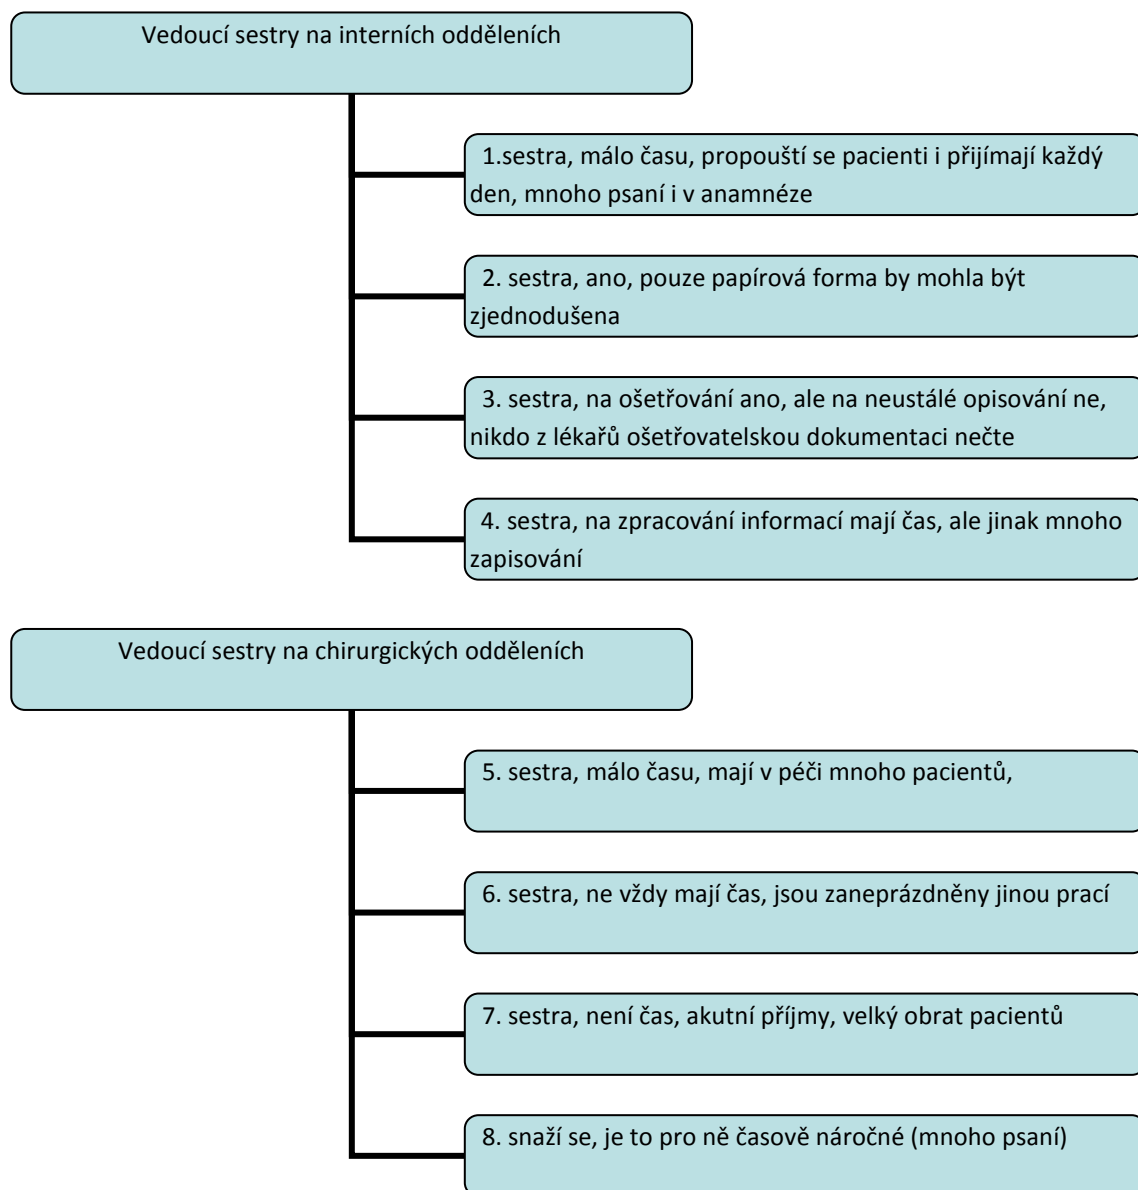 Vedoucí sestry na interních odděleních
1.sestra, málo času, propouští se pacienti i přijímají každý
den, mnoho psaní i v anamnéze
2. sestra, ano, pouze papírová forma by mohla být
zjednodušena
3. sestra, na ošetřování ano, ale na neustálé opisování ne,
nikdo z lékařů ošetřovatelskou dokumentaci nečte
4. sestra, na zpracování informací mají čas, ale jinak mnoho
zapisování
Vedoucí sestry na chirurgických odděleních
5. sestra, málo času, mají v péči mnoho pacientů,
6. sestra, ne vždy mají čas, jsou zaneprázdněny jinou prací
7. sestra, není čas, akutní příjmy, velký obrat pacientů
8. snaží se, je to pro ně časově náročné (mnoho psaní)